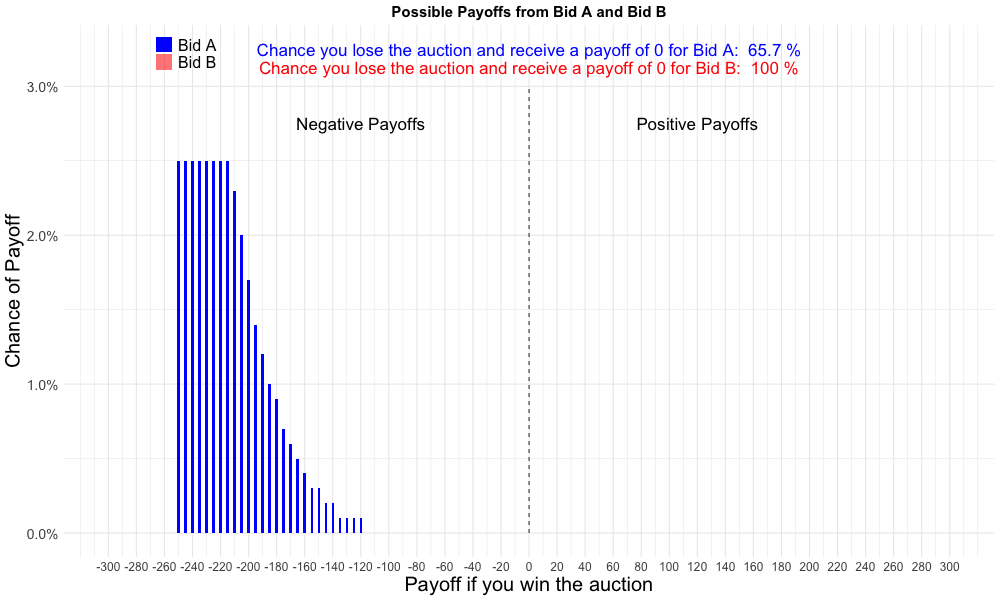 Possible Payoffs from Bid A and Bid B
Bid A
Bid B
Chance you lose the auction and receive a payoff of 0 for Bid A:  65.7 %
Chance you lose the auction and receive a payoff of 0 for Bid B:  100 %
Negative Payoffs
Positive Payoffs
Chance of Payoff
3.0%
2.0%
1.0%
0.0%
-300 -280 -260 -240 -220 -200 -180 -160 -140 -120 -100 -80 -60 -40 -20 0 20 40 60 80 100 120 140 160 180 200 220 240 260 280 300
Payoff if you win the auction